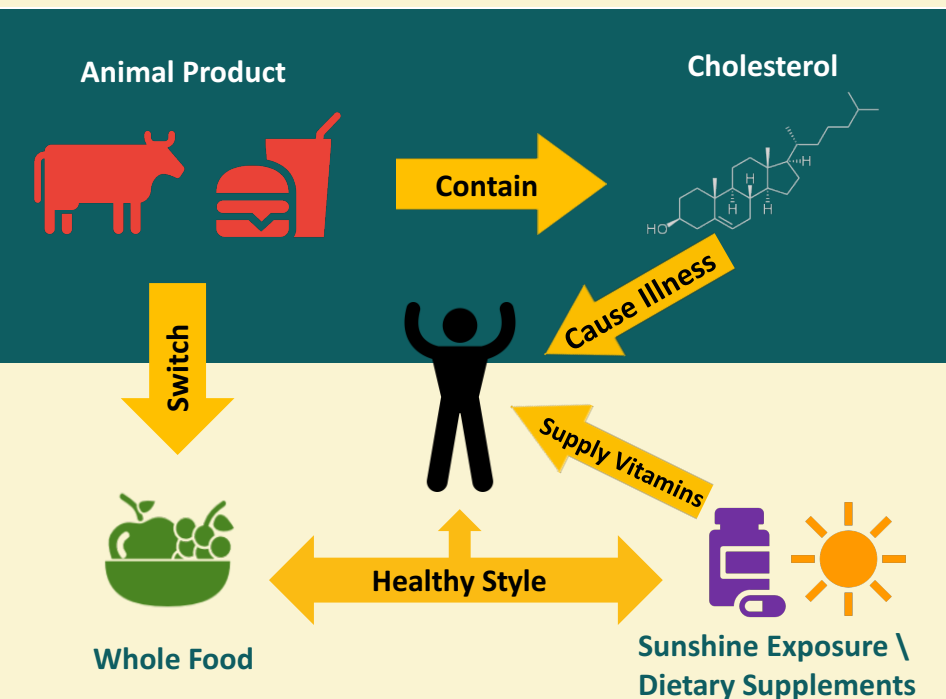 Animal Product
Cholesterol
Contain
HO
H
H
H
H
Cause Illness
Switch
Supply Vitamins
Healthy Style
Whole Food
Sunshine Exposure \
Dietary Supplements